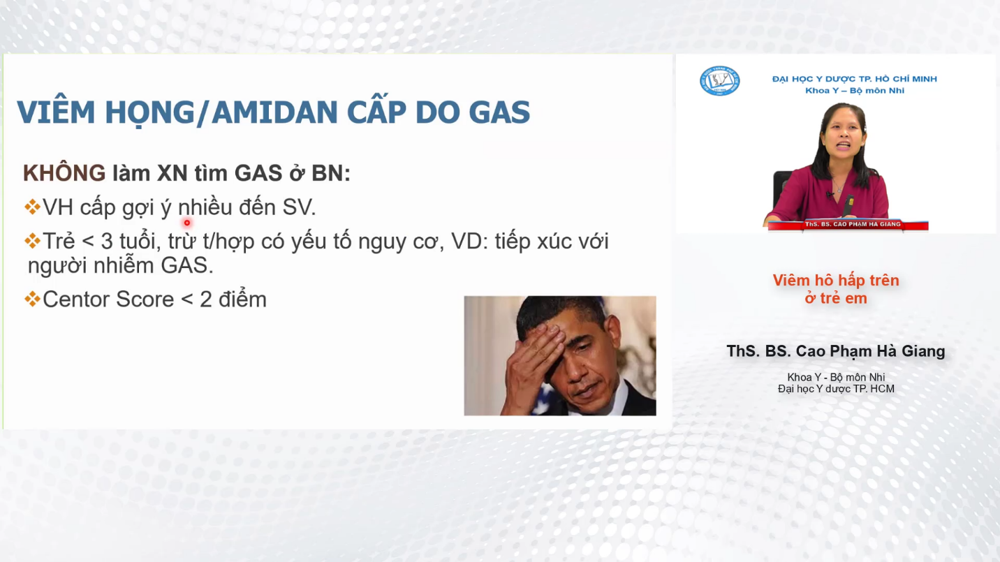 VIÊM HỌNG/AMIDAN CẤP DO GAS
KHÔNG làm XN tìm GAS ở BN:
VH cấp gợi ý nhiều đến SV.
Trẻ < 3 tuổi, trừ t/hợp có yếu tố nguy cơ, VD: tiếp xúc với
người nhiễm GAS.
Centor Score < 2 điểm
ĐẠI HỌC Y DƯỢC TP. HỒ CHÍ MINH
Khoa Y – Bộ môn Nhi
ThS. BS. CAO PHẠM HÀ GIANG
Viêm hô hấp trên
ở trẻ em
ThS. BS. Cao Phạm Hà Giang
Khoa Y - Bộ môn Nhi
Đại học Y dược TP. HCM